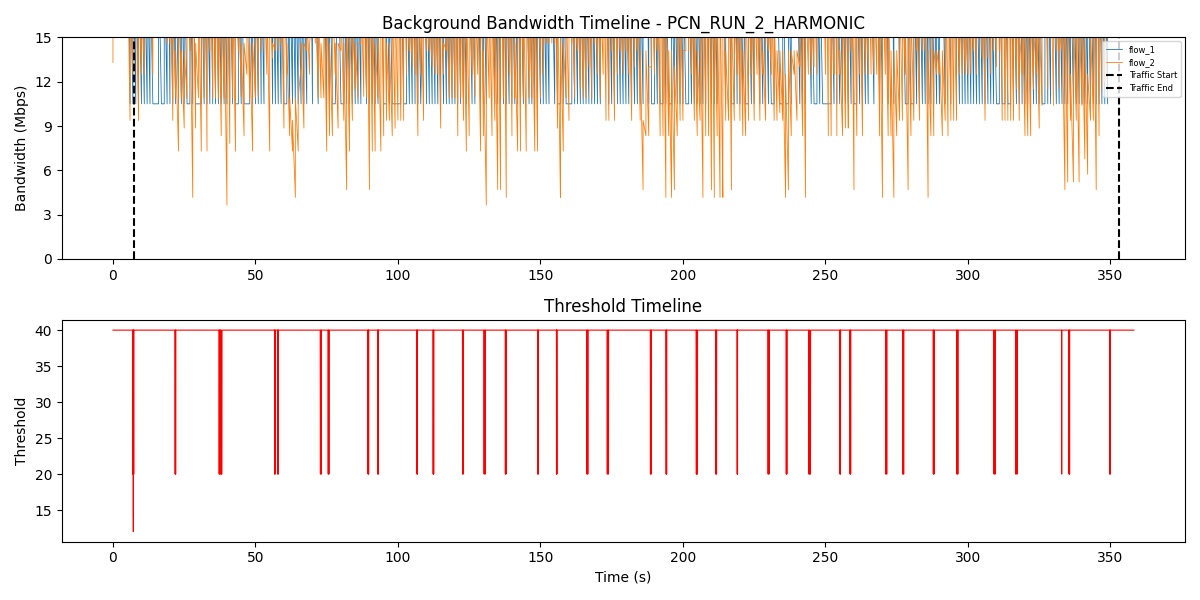 Background Bandwidth Timeline - PCN_RUN_2_HARMONIC
Bandwidth (Mbps)
15
12
9
6
3
0
flow_1
flow_2
Traffic Start
Traffic End
0 50 100 150 200 250 300 350
Threshold Timeline
Threshold
40
35
30
25
20
15
0 50 100 150 200 250 300 350
Time (s)